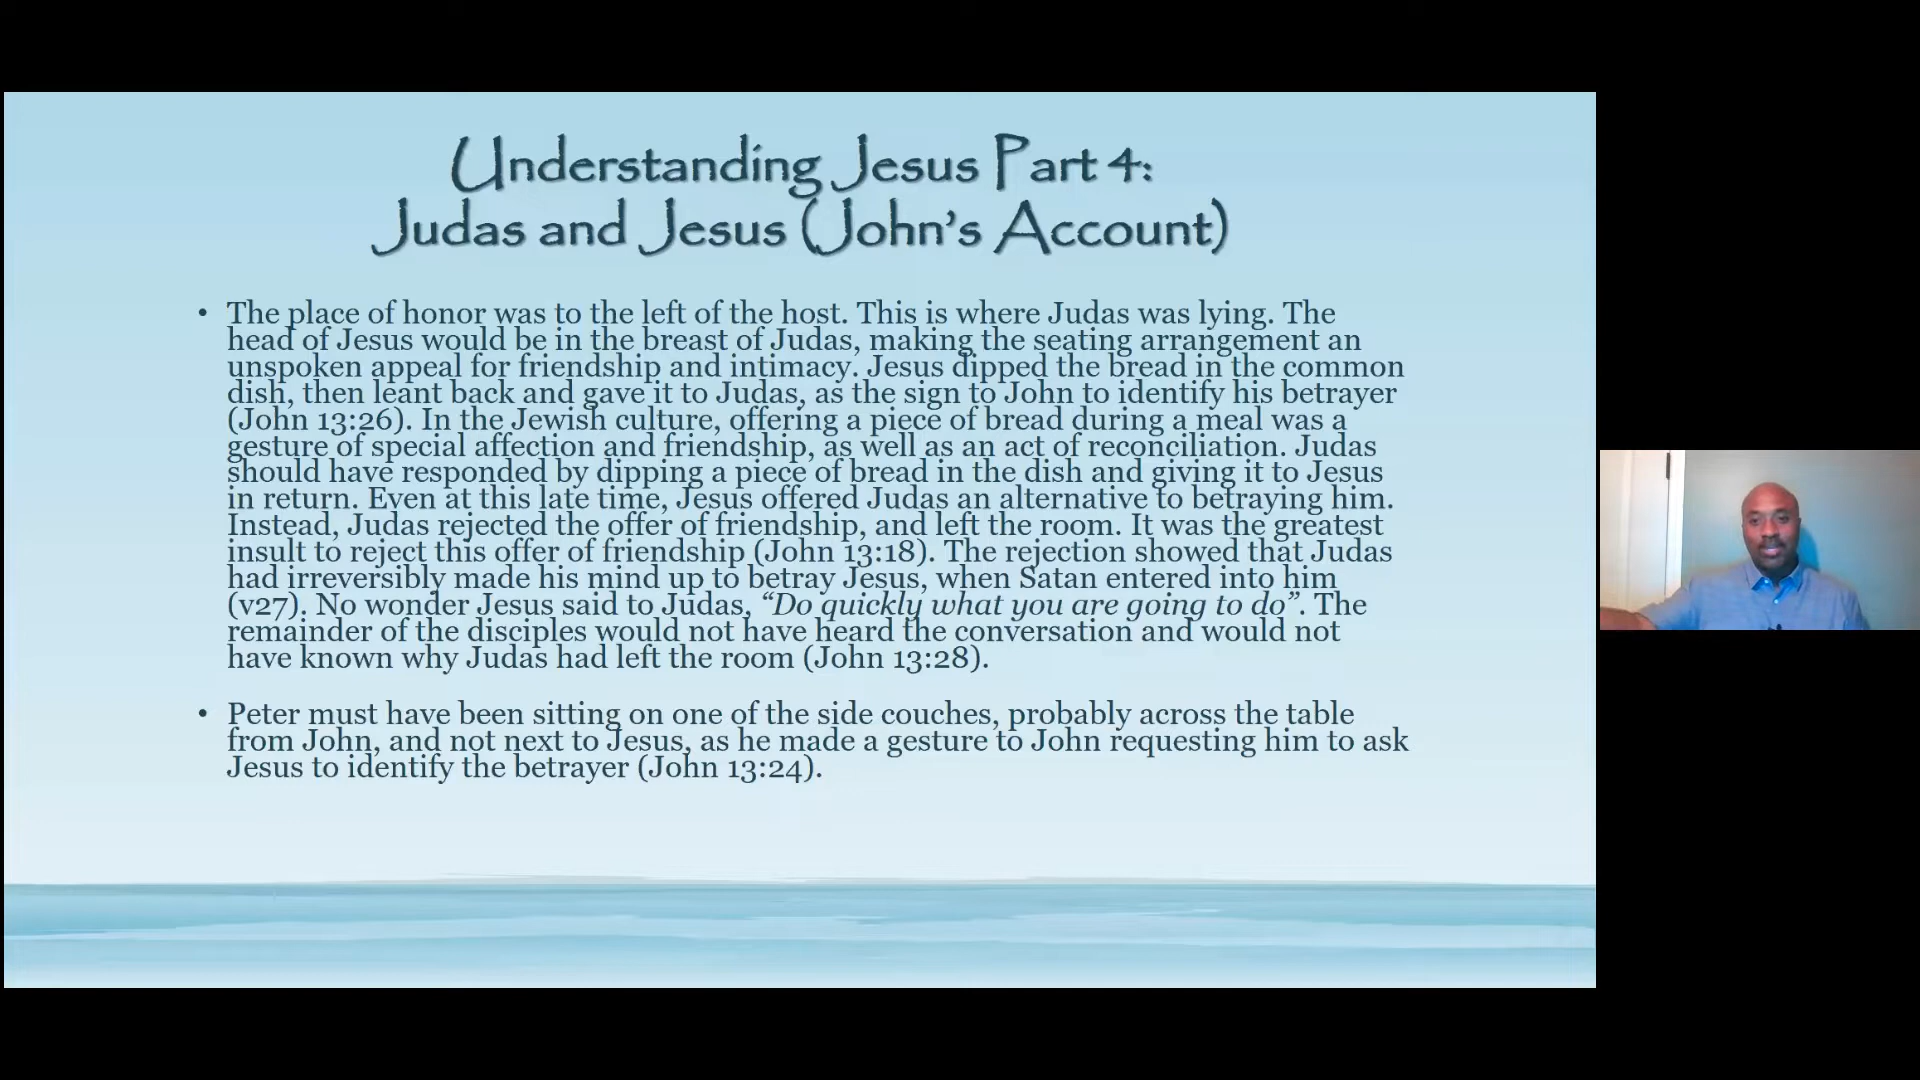 Understanding Jesus Part 4:
Judas and Jesus (John’s Account)
• The place of honor was to the left of the host. This is where Judas was lying. The
head of Jesus would be in the breast of Judas, making the seating arrangement an
unspoken appeal for friendship and intimacy. Jesus dipped the bread in the common
dish, then leant back and gave it to Judas, as the sign to John to identify his betrayer
(John 13:26). In the Jewish culture, offering a piece of bread during a meal was a
gesture of special affection and friendship, as well as an act of reconciliation. Judas
should have responded by dipping a piece of bread in the dish and giving it to Jesus
in return. Even at this late time, Jesus offered Judas an alternative to betraying him.
Instead, Judas rejected the offer of friendship, and left the room. It was the greatest
insult to reject this offer of friendship (John 13:18). The rejection showed that Judas
had irreversibly made his mind up to betray Jesus, when Satan entered into him
(v27). No wonder Jesus said to Judas, “Do quickly what you are going to do”. The
remainder of the disciples would not have heard the conversation and would not
have known why Judas had left the room (John 13:28).
• Peter must have been sitting on one of the side couches, probably across the table
from John, and not next to Jesus, as he made a gesture to John requesting him to ask
Jesus to identify the betrayer (John 13:24).